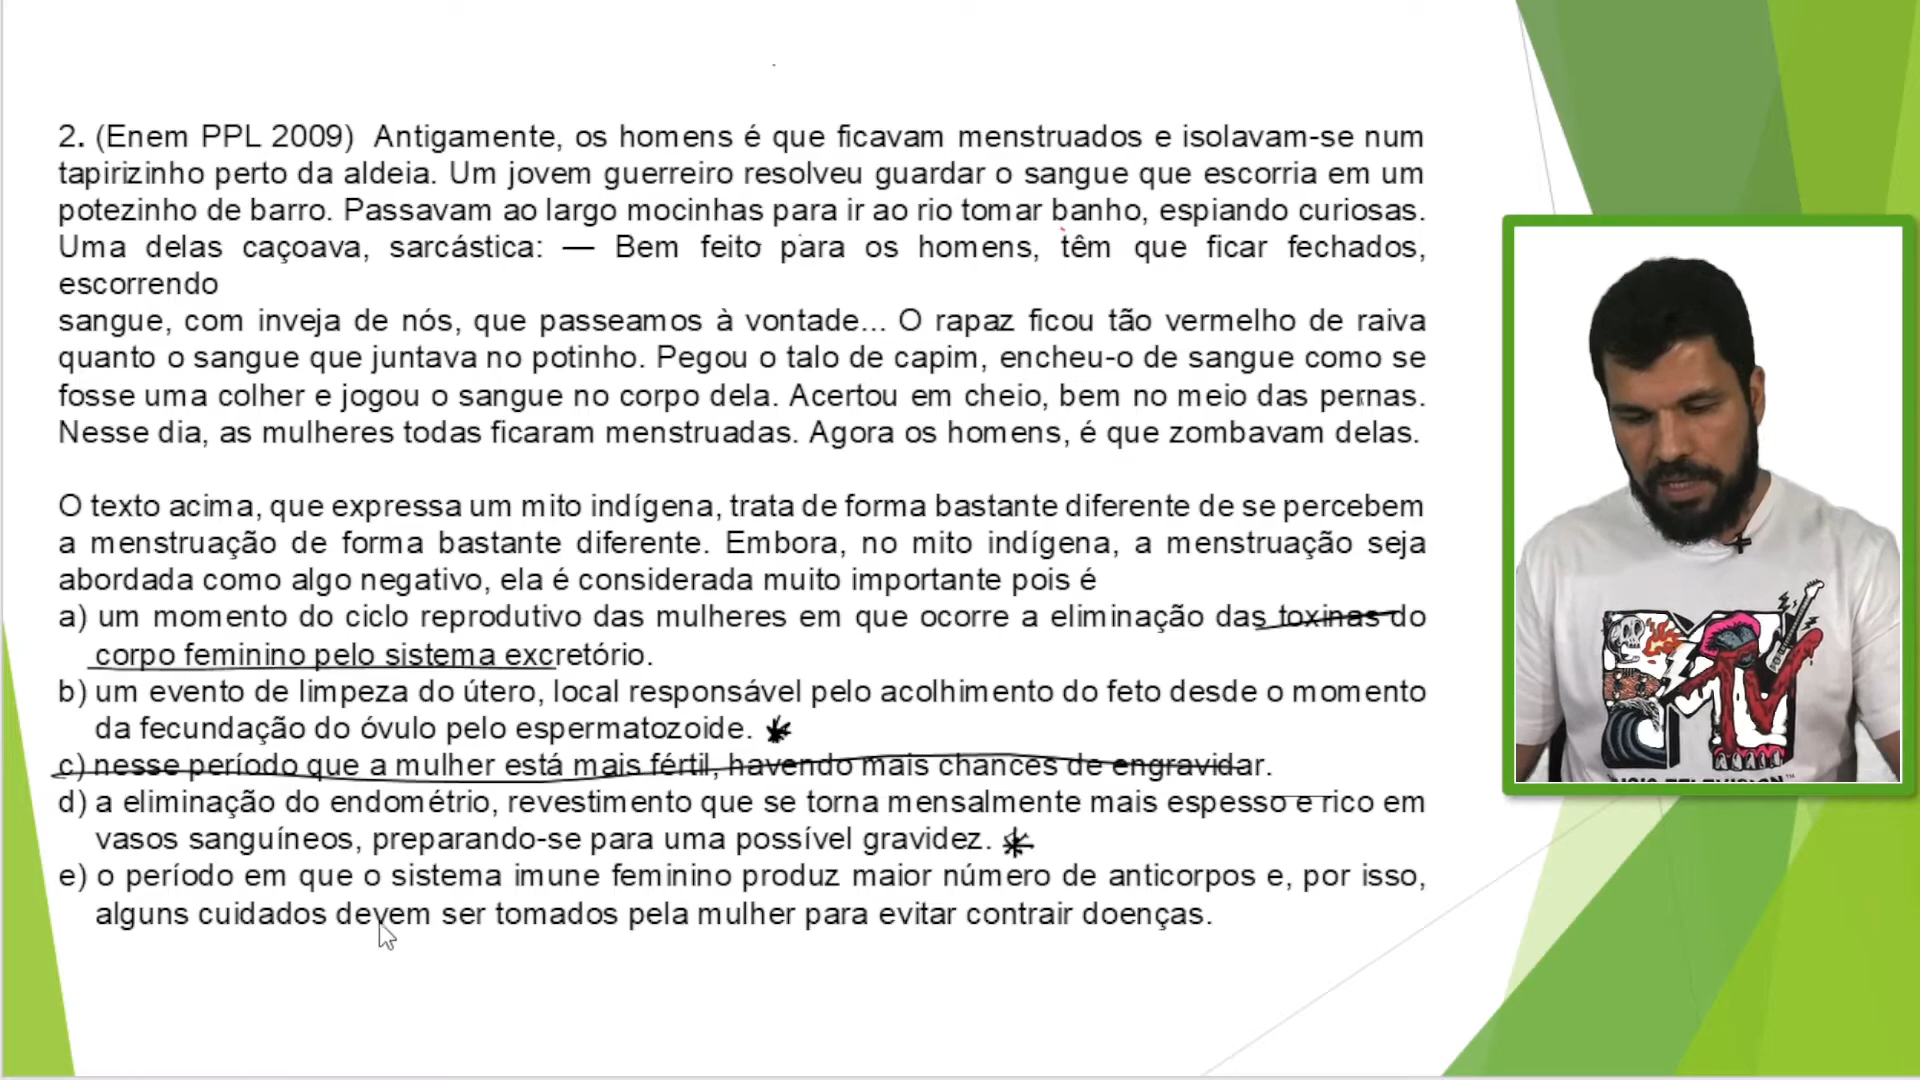 2. (Enem PPL 2009) Antigamente, os homens é que ficavam menstruados e isolavam-se num
tapirizinho perto da aldeia. Um jovem guerreiro resolveu guardar o sangue que escorria em um
potezinho de barro. Passavam ao largo mocinhas para ir ao rio tomar banho, espiando curiosas.
Uma delas caçoava, sarcástica: — Bem feito para os homens, têm que ficar fechados,
escorrendo
sangue, com inveja de nós, que passeamos à vontade... O rapaz ficou tão vermelho de raiva
quanto o sangue que juntava no potinho. Pegou o talo de capim, encheu-o de sangue como se
fosse uma colher e jogou o sangue no corpo dela. Acertou em cheio, bem no meio das pernas.
Nesse dia, as mulheres todas ficaram menstruadas. Agora os homens, é que zombavam delas.
O texto acima, que expressa um mito indígena, trata de forma bastante diferente de se percebem
a menstruação de forma bastante diferente. Embora, no mito indígena, a menstruação seja
abordada como algo negativo, ela é considerada muito importante pois é
a) um momento do ciclo reprodutivo das mulheres em que ocorre a eliminação das toxinas do
corpo feminino pelo sistema excretório.
b) um evento de limpeza do útero, local responsável pelo acolhimento do feto desde o momento
da fecundação do óvulo pelo espermatozoide.
c) nesse período que a mulher está mais fértil, havendo mais chances de engravidar.
d) a eliminação do endométrio, revestimento que se torna mensalmente mais espesso e rico em
vasos sanguíneos, preparando-se para uma possível gravidez.
e) o período em que o sistema imune feminino produz maior número de anticorpos e, por isso,
alguns cuidados devem ser tomados pela mulher para evitar contrair doenças.